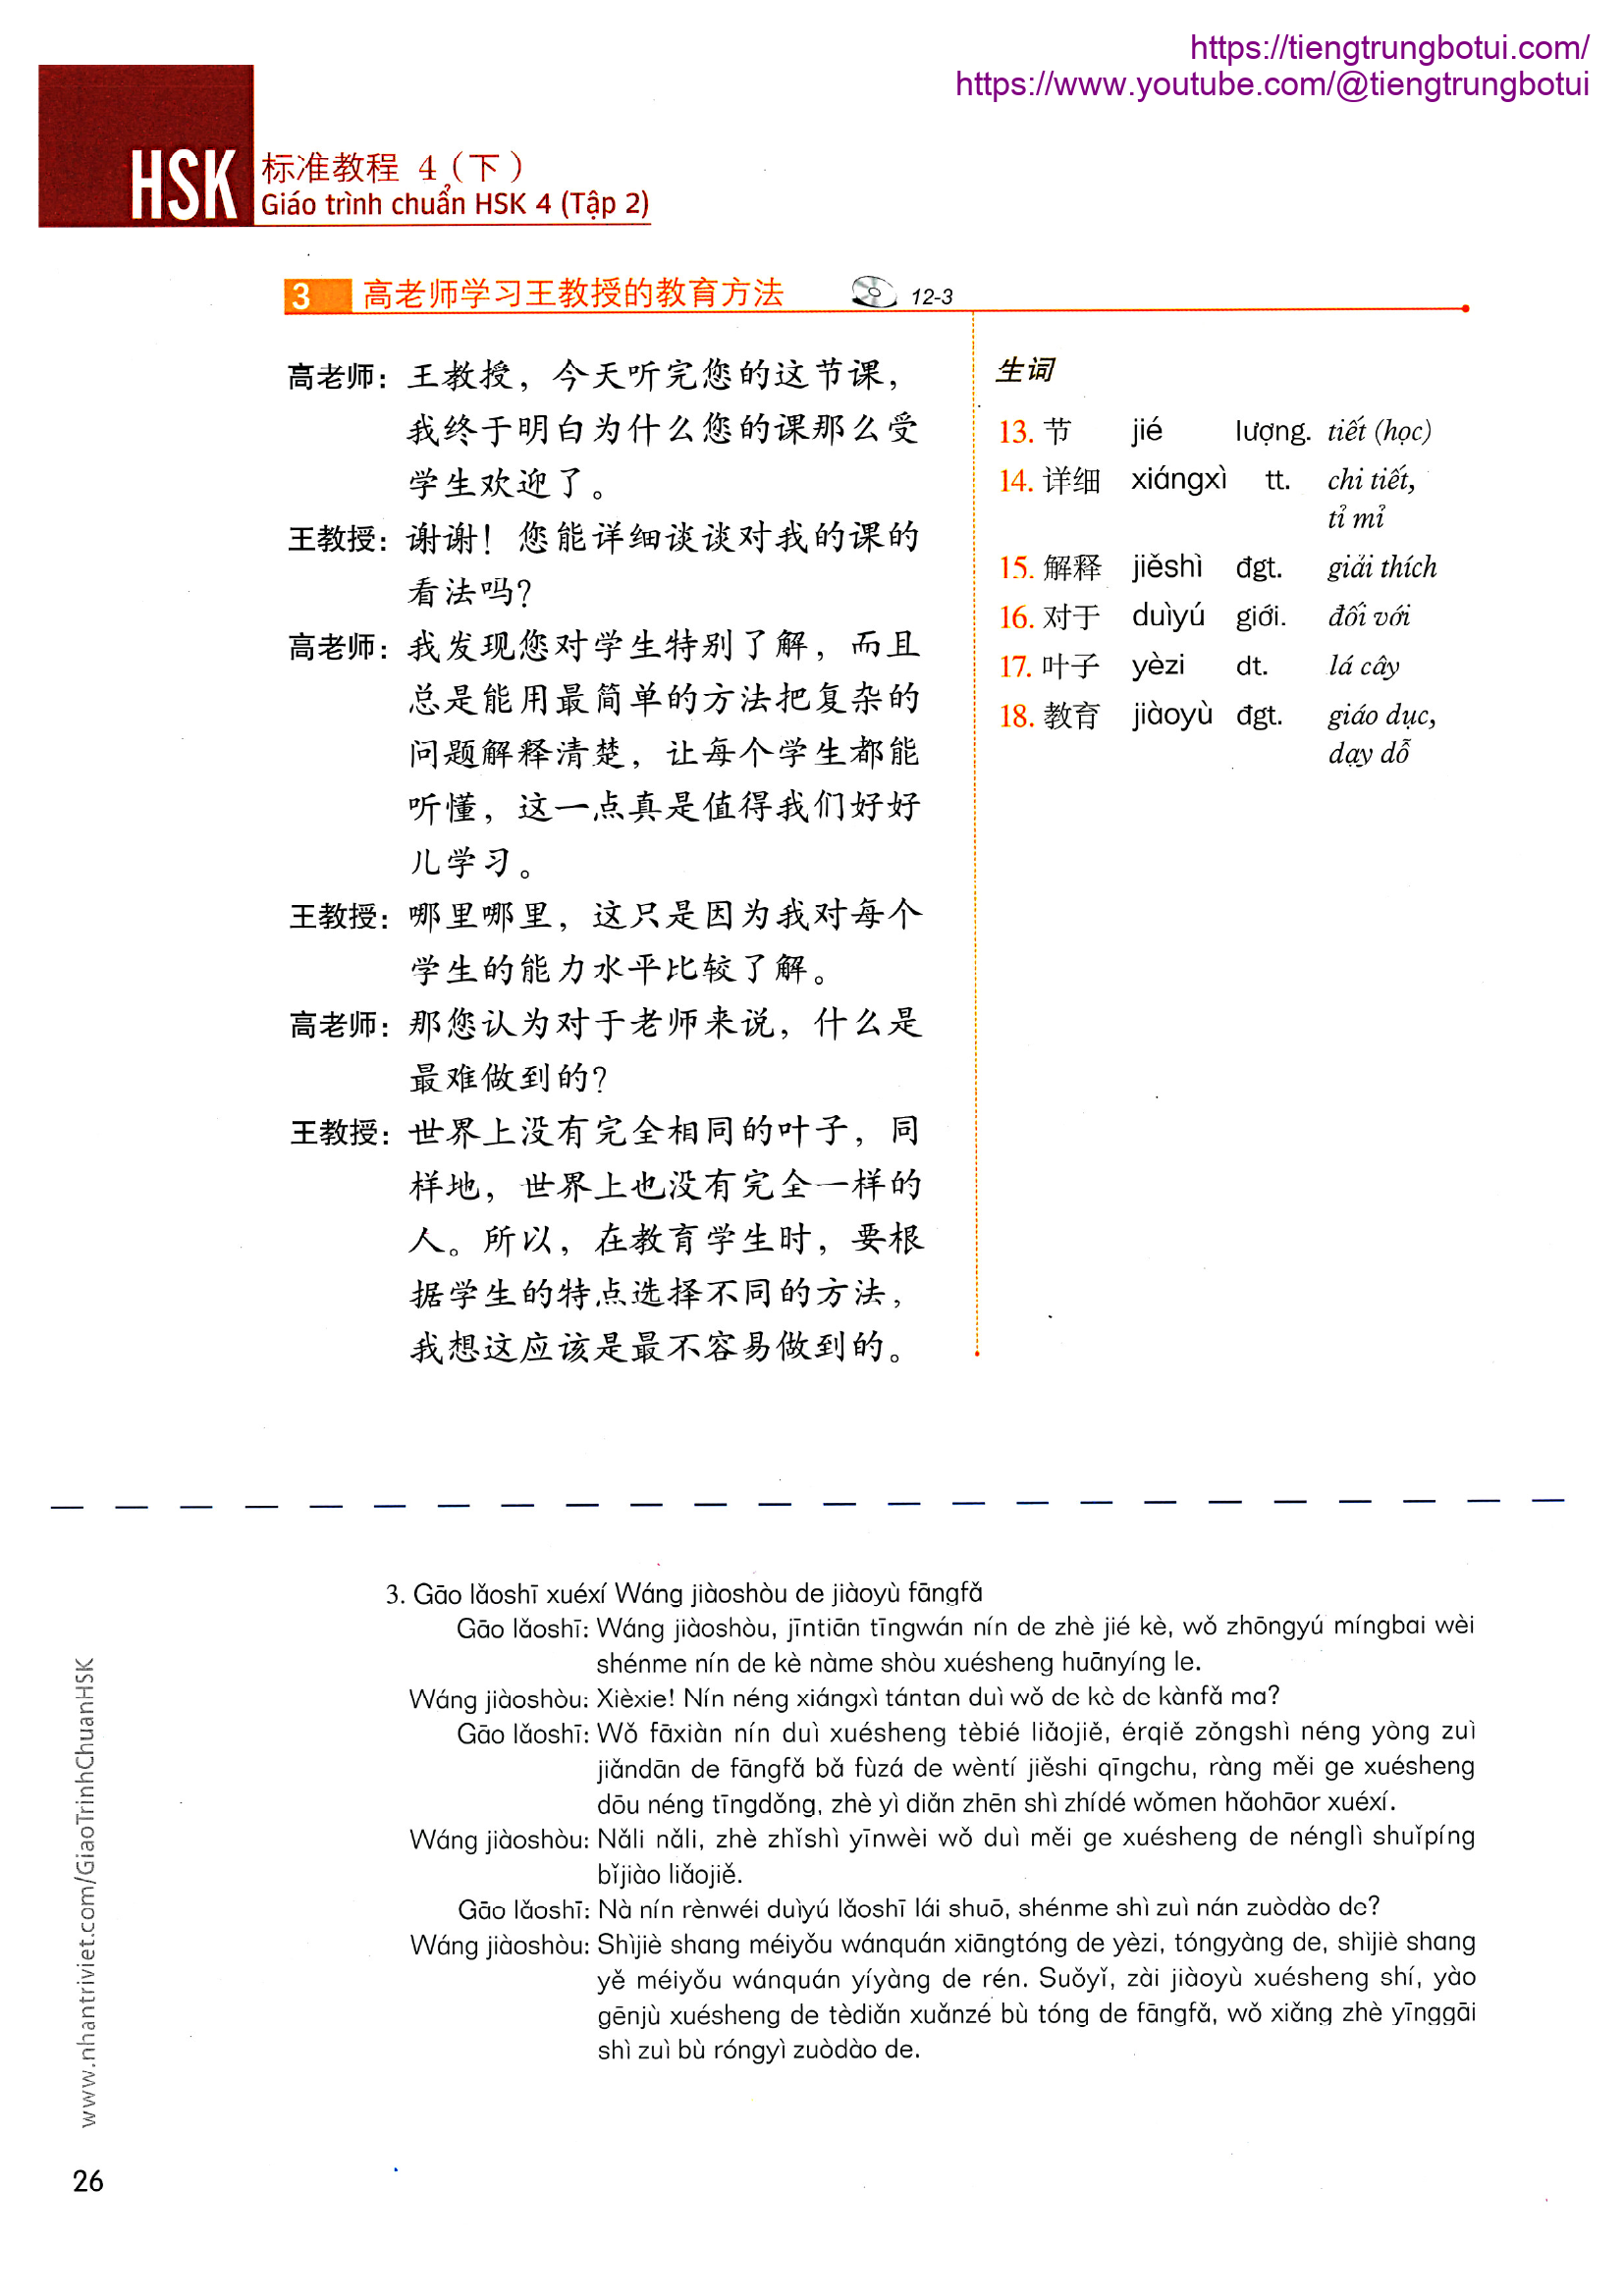 https://tiengtrungbotui.com/
https://www.youtube.com/@tiengtrungbotui
HSK 标准教程 4（下）
Giáo trình chuẩn HSK 4 (Tập 2)
3 高老师学习王教授的教育方法 12-3
高老师：王教授，今天听完您的这节课，
我终于明白为什么您的课那么受
学生欢迎了。
王教授：谢谢！您能详细谈谈对我的课的
看法吗？
高老师：我发现您对学生特别了解，而且
总是能用最简单的方法把复杂的
问题解释清楚，让每个学生都能
听懂，这一点真是值得我们好好
儿学习。
王教授：哪里哪里，这只是因为我对每个
学生的能力水平比较了解。
高老师：那您认为对于老师来说，什么是
最难做到的？
王教授：世界上没有完全相同的叶子，同
样地，世界上也没有完全一样的
人。所以，在教育学生时，要根
据学生的特点选择不同的方法，
我想这应该是最不容易做到的。
生词
13. 节 jié lượng. tiết (học)
14. 详细 xiángxì tt. chi tiết,
tỉ mỉ
15. 解释 jiěshì đgt. giải thích
16. 对于 duìyú giới. đối với
17. 叶子 yèzi dt. lá cây
18. 教育 jiàoyù đgt. giáo dục,
dạy dỗ
3. Gāo lǎoshī xuéxí Wáng jiàoshòu de jiàoyù fāngfǎ
Gāo lǎoshī: Wáng jiàoshòu, jīntiān tīngwán nín de zhè jié kè, wǒ zhōngyú míngbai wèi
shénme nín de kè nàme shòu xuésheng huānyíng le.
Wáng jiàoshòu: Xièxie! Nín néng xiángxì tántan duì wǒ de kè de kànfǎ ma?
Gāo lǎoshī: Wǒ fāxiàn nín duì xuésheng tèbié liǎojiě, érqiě zǒngshì néng yòng zuì
jiǎndān de fāngfǎ bǎ fùzá de wèntí jiěshi qīngchu, ràng měi ge xuésheng
dōu néng tīngdǒng, zhè yì diǎn zhēn shì zhídé wǒmen hǎohāor xuéxí.
Wáng jiàoshòu: Nǎli nǎli, zhè zhǐshì yīnwèi wǒ duì měi ge xuésheng de nénglì shuǐpíng
bǐjiào liǎojiě.
Gāo lǎoshī: Nà nín rènwéi duìyú lǎoshī lái shuō, shénme shì zuì nán zuòdào de?
Wáng jiàoshòu: Shìjiè shang méiyǒu wánquán xiāngtóng de yèzi, tóngyàng de, shìjiè shang
yě méiyǒu wánquán yíyàng de rén. Suǒyǐ, zài jiàoyù xuésheng shí, yào
gēnjù xuésheng de tèdiǎn xuǎnzé bù tóng de fāngfǎ, wǒ xiǎng zhè yīnggāi
shì zuì bù róngyì zuòdào de.
www.nhantriviet.com/GiaoTrinhChuanHSK
26